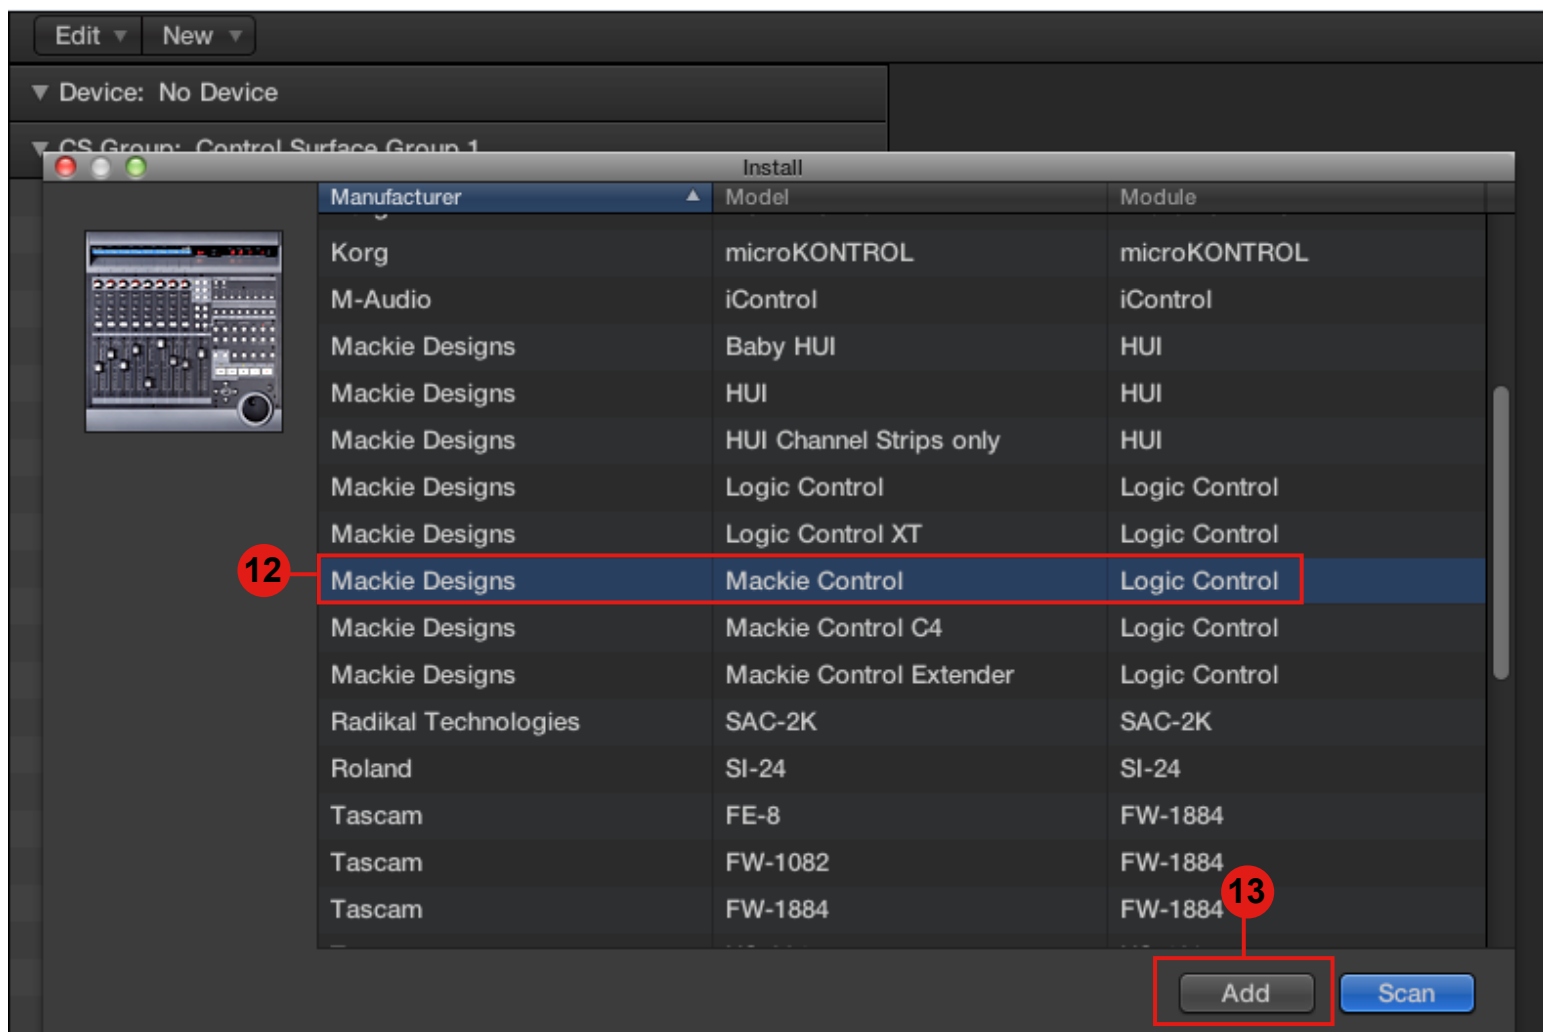 Edit New
Device: No Device
CS Group: Control Surface Group 1
Install
Manufacturer Model Module
Korg microKONTROL microKONTROL
M-Audio iControl iControl
Mackie Designs Baby HUI HUI
Mackie Designs HUI HUI
Mackie Designs HUI Channel Strips only HUI
Mackie Designs Logic Control Logic Control
Mackie Designs Logic Control XT Logic Control
12 Mackie Designs Mackie Control Logic Control
Mackie Designs Mackie Control C4 Logic Control
Mackie Designs Mackie Control Extender Logic Control
Radikal Technologies SAC-2K SAC-2K
Roland SI-24 SI-24
Tascam FE-8 FW-1884
Tascam FW-1082 FW-1884
13
Tascam FW-1884 FW-1884
Add Scan